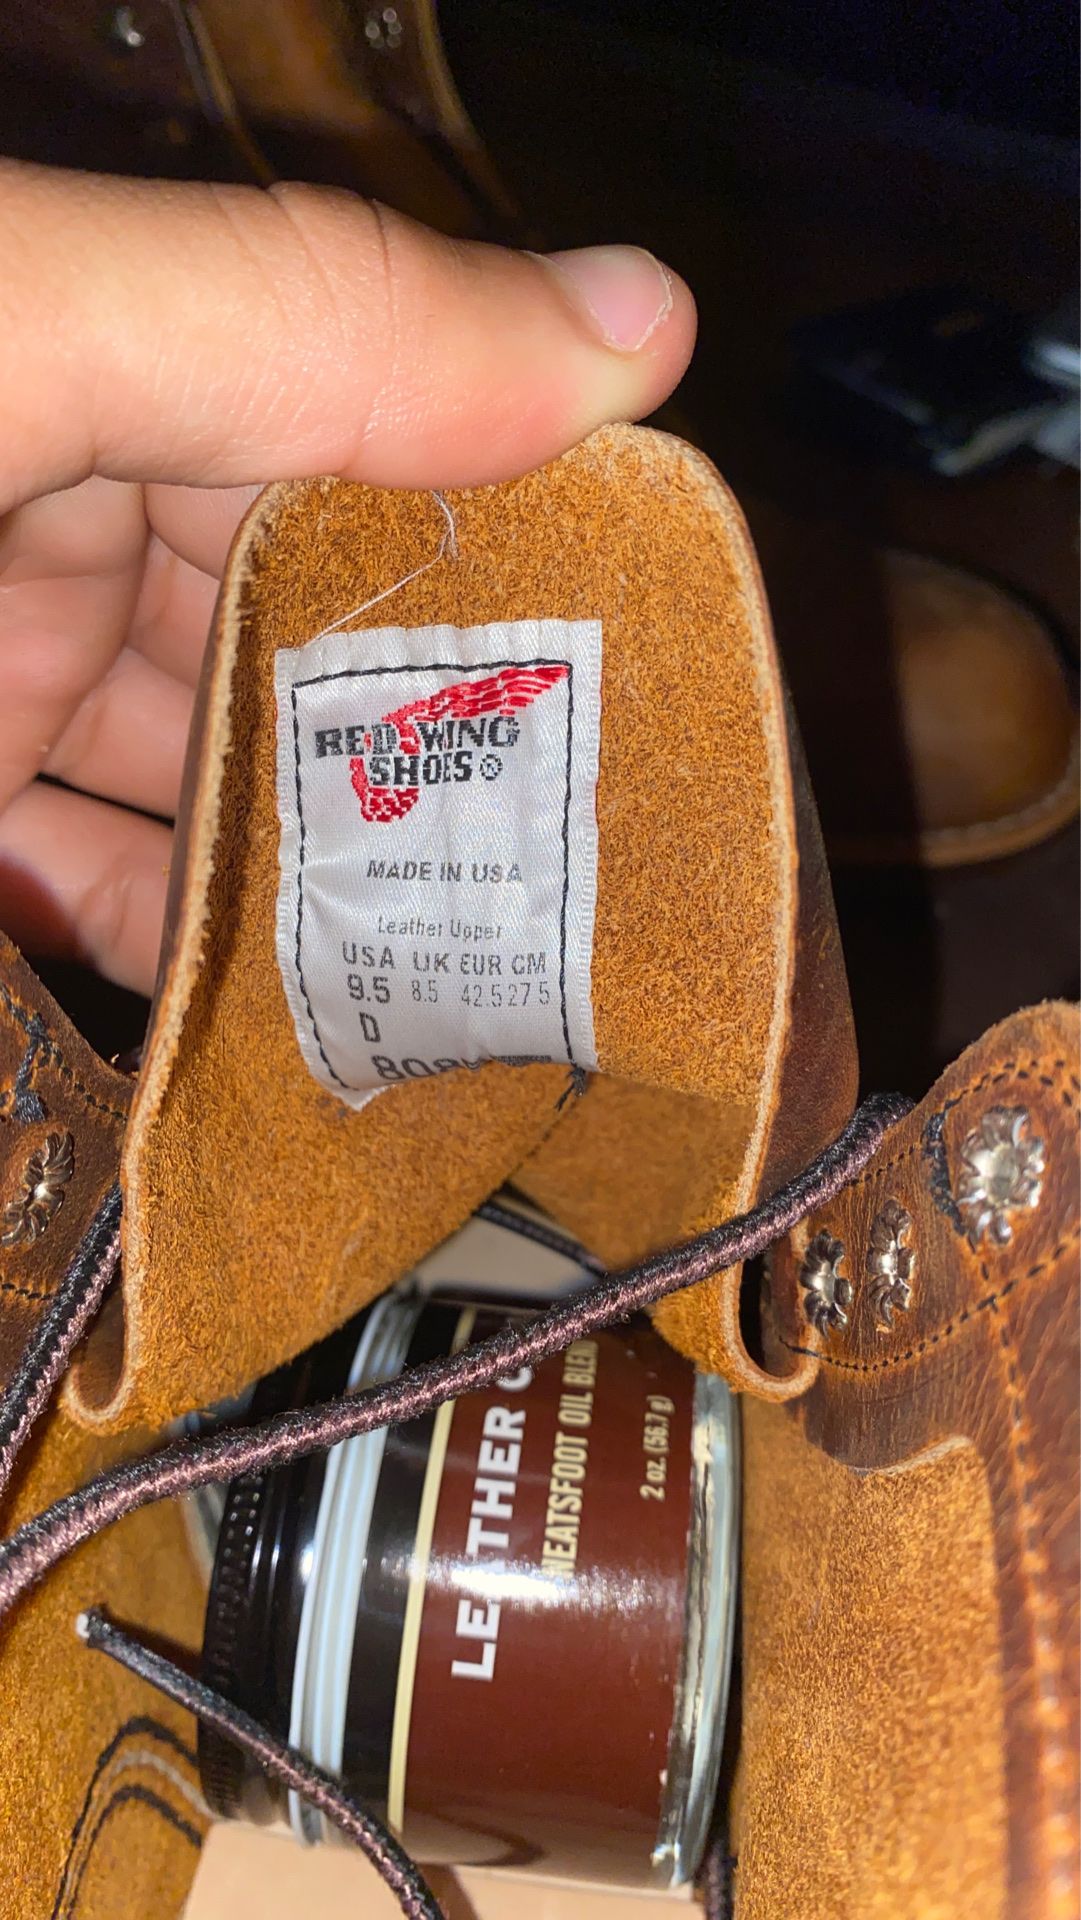 RED WING
SHOES®
MADE IN USA
Leather Upper
USA UK EUR CM
9.5 8.5 42.5 27 5
D
LEATHER C
NEATSFOOT OIL BLEND
2 oz. (56.7 g)